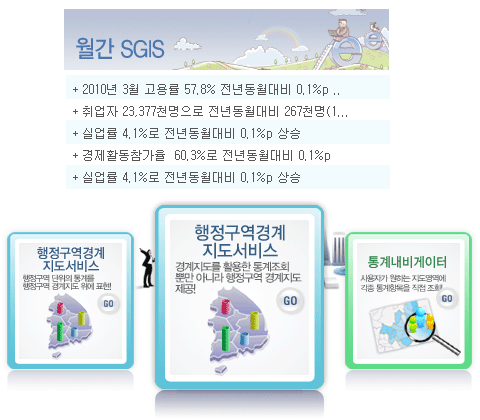 월간 SGIS
+ 2010년 3월 고용률 57.8% 전년동월대비 0.1%p ..
+ 취업자 23,377천명으로 전년동월대비 267천명(1...
+ 실업률 4.1%로 전년동월대비 0.1%p 상승
+ 경제활동참가율 60.3%로 전년동월대비 0.1%p
+ 실업률 4.1%로 전년동월대비 0.1%p 상승
행정구역경계
지도서비스
행정구역 단위의 통계를
행정구역 경계지도 위에 표현!
GO
행정구역경계
지도서비스
경계지도를 활용한 통계조회
뿐만 아니라 행정구역 경계지도
제공!
GO
통계내비게이터
사용자가 원하는 지도영역에
각종 통계항목을 직접 조회!
GO